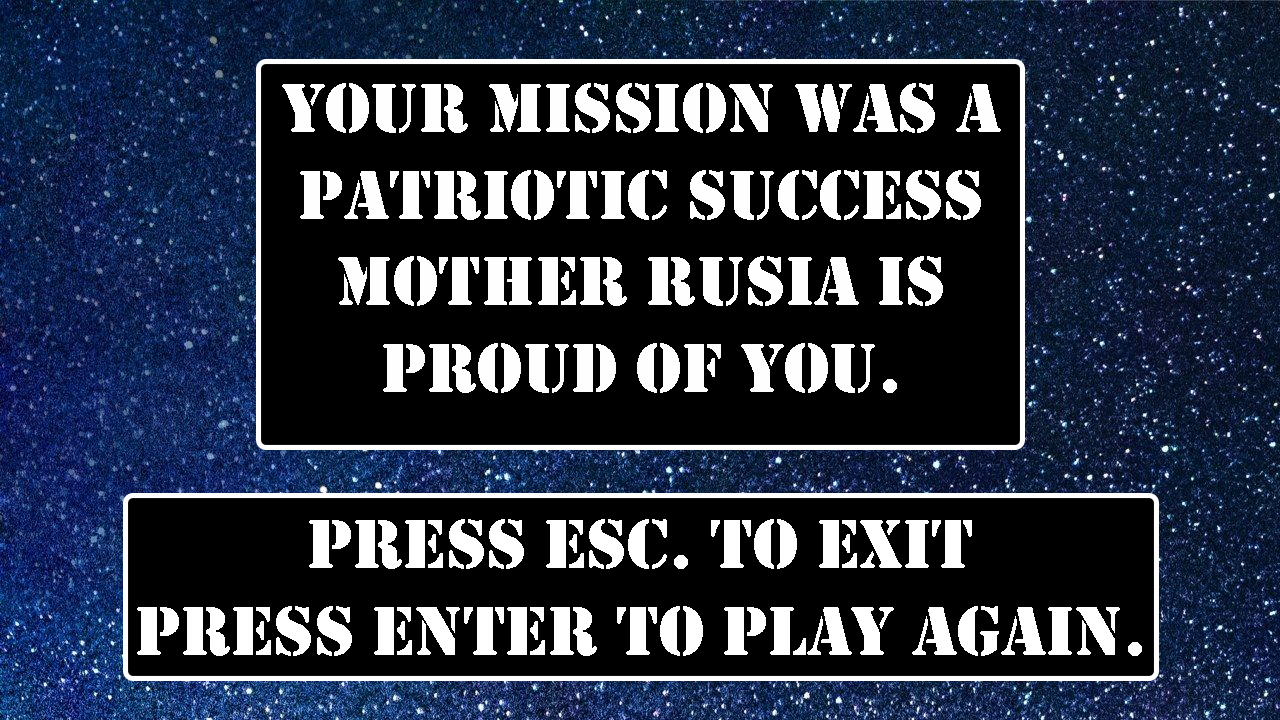 YOUR MISSION WAS A
PATRIOTIC SUCCESS
MOTHER RUSIA IS
PROUD OF YOU.
PRESS ESC. TO EXIT
PRESS ENTER TO PLAY AGAIN.